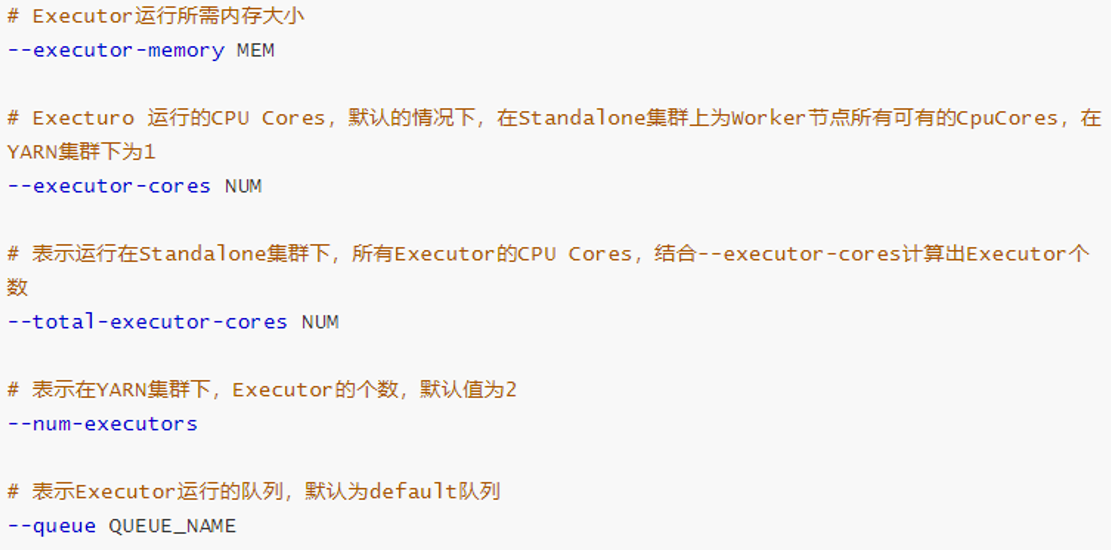 # Executor运行所需内存大小
--executor-memory MEM
# Execturo 运行的CPU Cores，默认的情况下，在Standalone集群上为Worker节点所有可有的CpuCores，在
YARN集群下为1
--executor-cores NUM
# 表示运行在Standalone集群下，所有Executor的CPU Cores，结合--executor-cores计算出Executor个
数
--total-executor-cores NUM
# 表示在YARN集群下，Executor的个数，默认值为2
--num-executors
# 表示Executor运行的队列，默认为default队列
--queue QUEUE_NAME